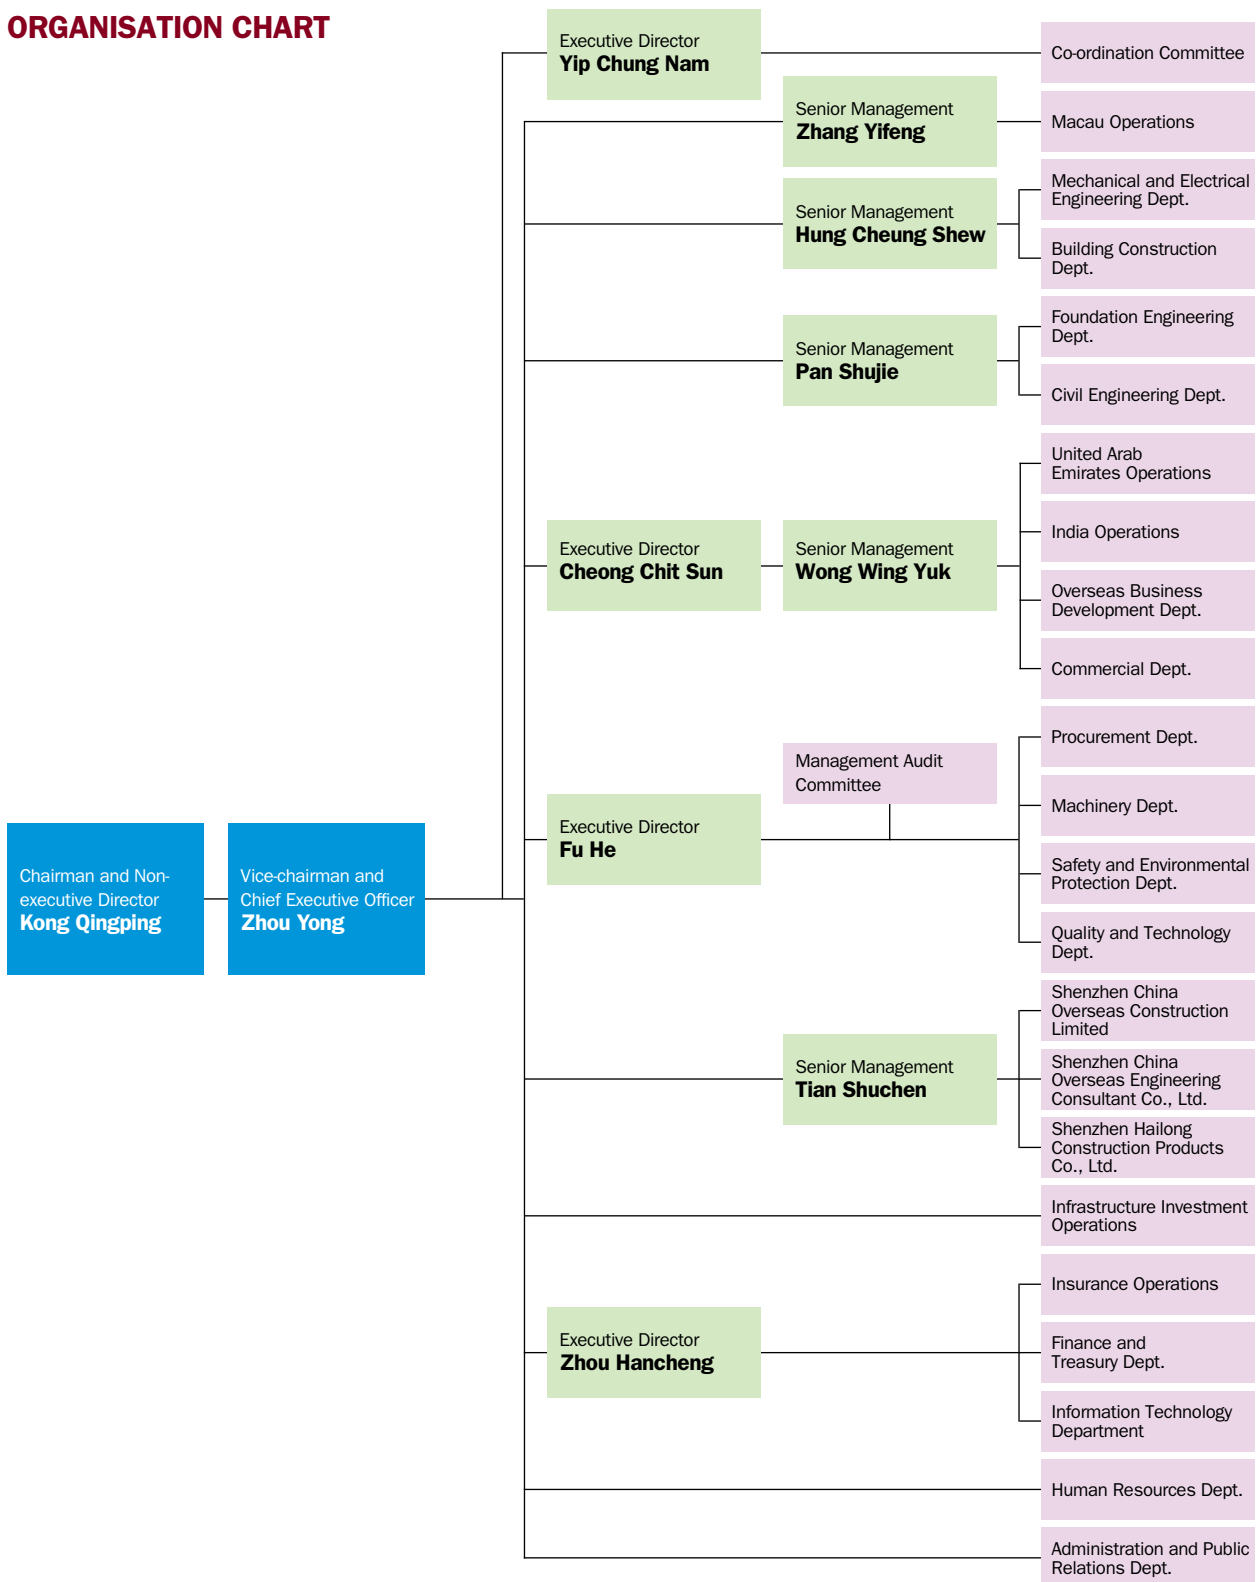 ORGANISATION CHART
Executive Director
Yip Chung Nam
Co-ordination Committee
Senior Management
Zhang Yifeng
Macau Operations
Senior Management
Hung Cheung Shew
Mechanical and Electrical
Engineering Dept.
Building Construction
Dept.
Senior Management
Pan Shujie
Foundation Engineering
Dept.
Civil Engineering Dept.
Executive Director
Cheong Chit Sun
Senior Management
Wong Wing Yuk
United Arab
Emirates Operations
India Operations
Overseas Business
Development Dept.
Commercial Dept.
Executive Director
Fu He
Management Audit
Committee
Procurement Dept.
Machinery Dept.
Safety and Environmental
Protection Dept.
Quality and Technology
Dept.
Chairman and Non-
executive Director
Kong Qingping
Vice-chairman and
Chief Executive Officer
Zhou Yong
Senior Management
Tian Shuchen
Shenzhen China
Overseas Construction
Limited
Shenzhen China
Overseas Engineering
Consultant Co., Ltd.
Shenzhen Hailong
Construction Products
Co., Ltd.
Infrastructure Investment
Operations
Executive Director
Zhou Hancheng
Insurance Operations
Finance and
Treasury Dept.
Information Technology
Department
Human Resources Dept.
Administration and Public
Relations Dept.